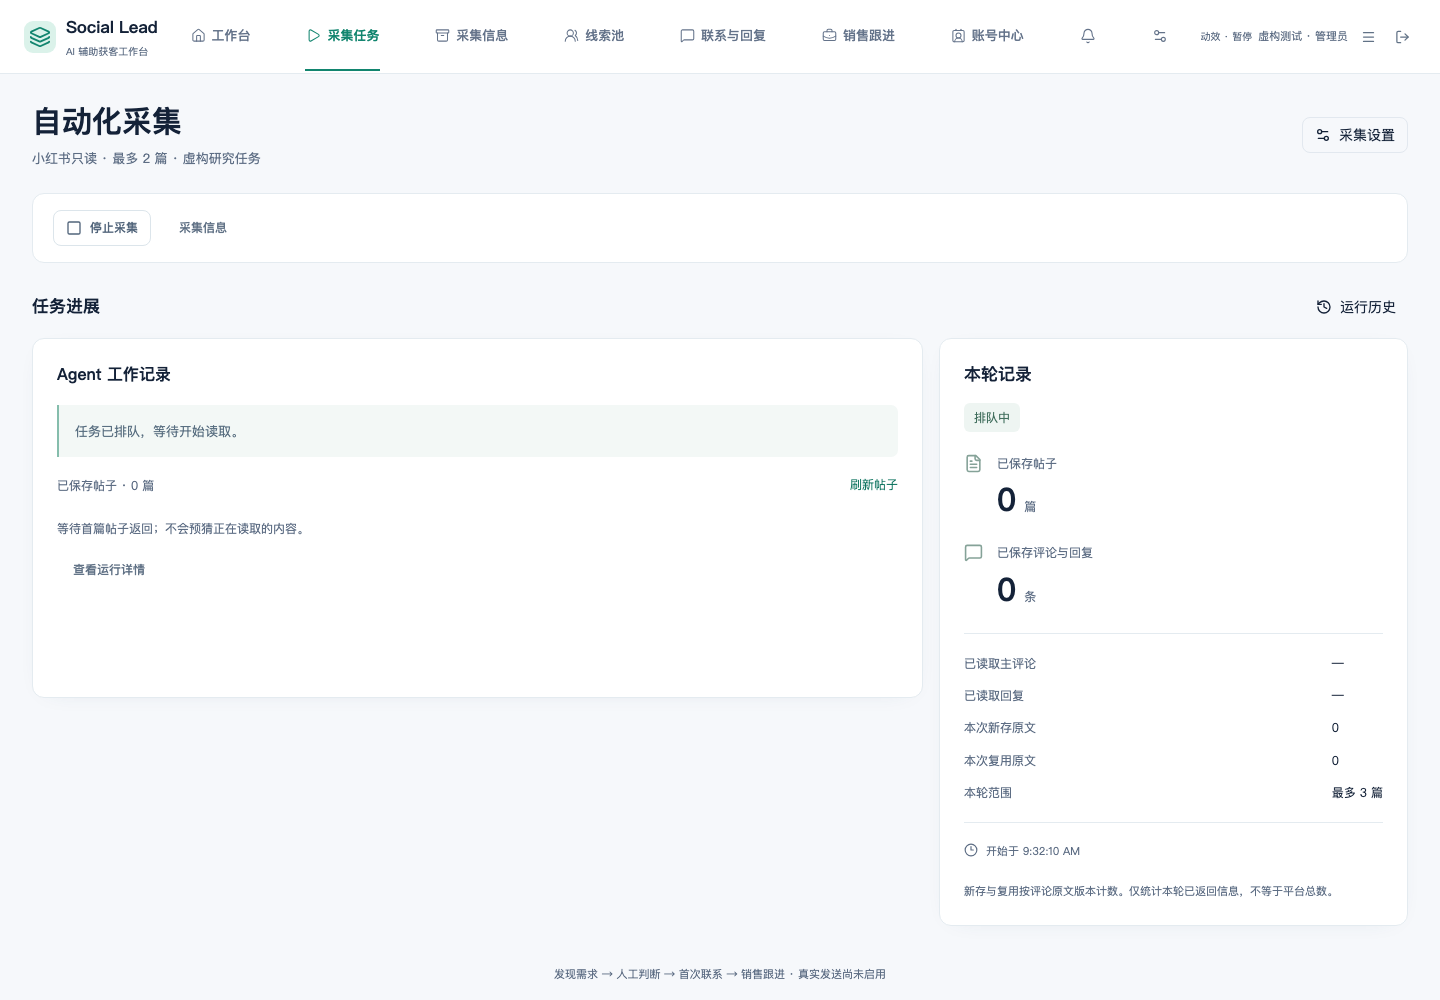 Social Lead
AI 辅助获客工作台
工作台
采集任务
采集信息
线索池
联系与回复
销售跟进
账号中心
动效 · 暂停
虚构测试 · 管理员
自动化采集
小红书只读 · 最多 2 篇 · 虚构研究任务
采集设置
停止采集
采集信息
任务进展
运行历史
Agent 工作记录
任务已排队，等待开始读取。
已保存帖子 · 0 篇
刷新帖子
等待首篇帖子返回；不会预猜正在读取的内容。
查看运行详情
本轮记录
排队中
已保存帖子
0 篇
已保存评论与回复
0 条
已读取主评论 —
已读取回复 —
本次新存原文 0
本次复用原文 0
本轮范围 最多 3 篇
开始于 9:32:10 AM
新存与复用按评论原文版本计数。仅统计本轮已返回信息，不等于平台总数。
发现需求 → 人工判断 → 首次联系 → 销售跟进 · 真实发送尚未启用